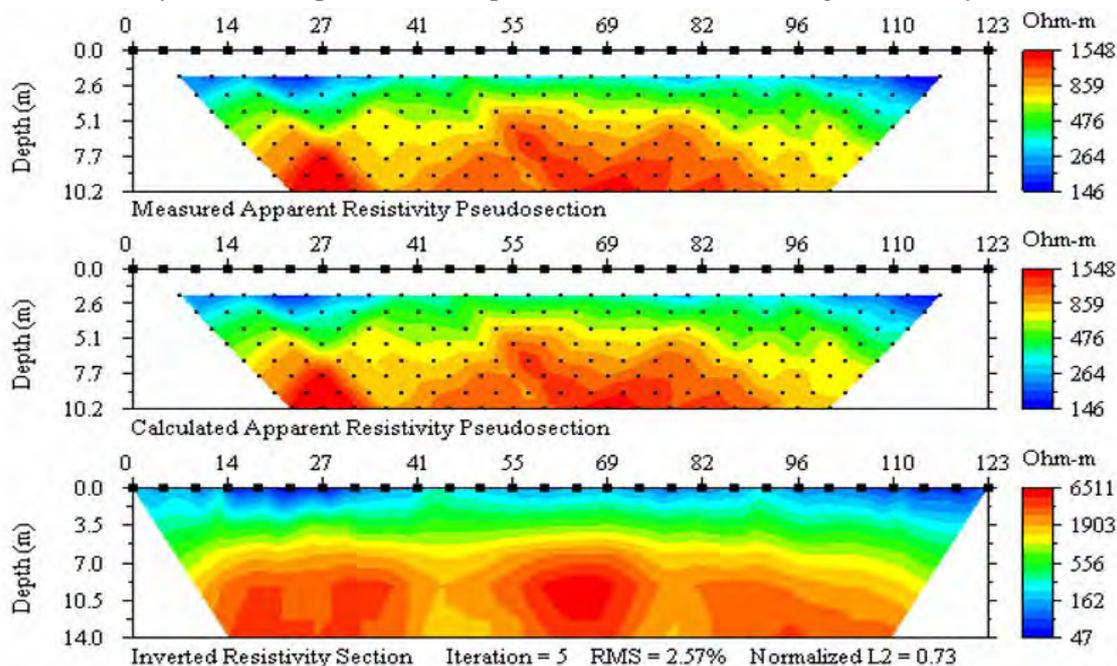 0 14 27 41 55 69 82 96 110 123 Ohm-m
0.0 2.6 5.1 7.7 10.2
Depth (m)
1548 859 476 264 146
Measured Apparent Resistivity Pseudosection
0 14 27 41 55 69 82 96 110 123 Ohm-m
0.0 2.6 5.1 7.7 10.2
Depth (m)
1548 859 476 264 146
Calculated Apparent Resistivity Pseudosection
0 14 27 41 55 69 82 96 110 123 Ohm-m
0.0 3.5 7.0 10.5 14.0
Depth (m)
6511 1903 556 162 47
Inverted Resistivity Section Iteration = 5 RMS = 2.57% Normalized L2 = 0.73